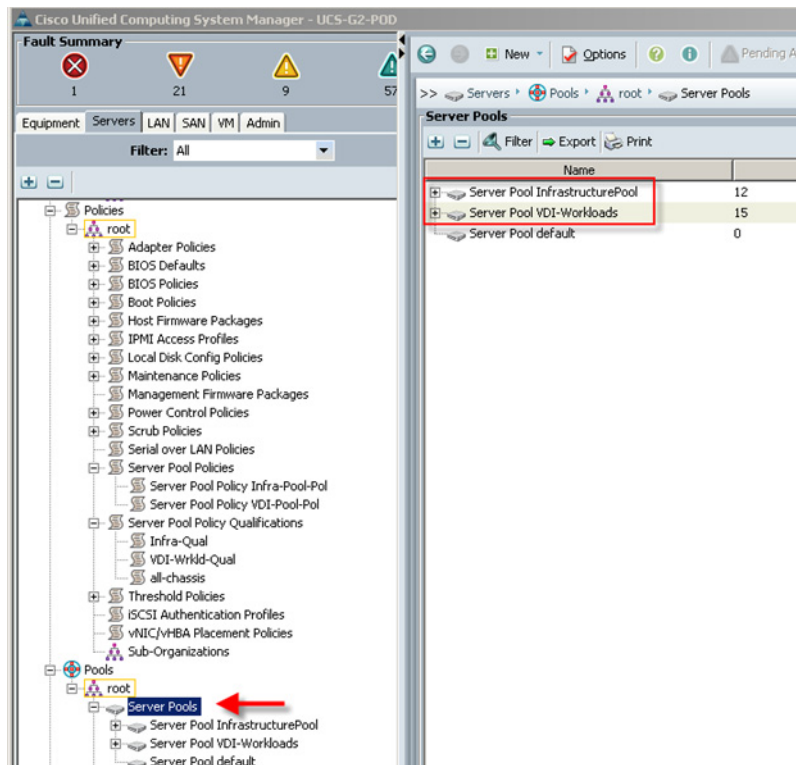 Cisco Unified Computing System Manager - UCS-G2-POD
Fault Summary
1 21 9 57
Equipment Servers LAN SAN VM Admin
Filter: All
Policies
root
Adapter Policies
BIOS Defaults
BIOS Policies
Boot Policies
Host Firmware Packages
IPMI Access Profiles
Local Disk Config Policies
Maintenance Policies
Management Firmware Packages
Power Control Policies
Scrub Policies
Serial over LAN Policies
Server Pool Policies
Server Pool Policy Infra-Pool-Pol
Server Pool Policy VDI-Pool-Pol
Server Pool Policy Qualifications
Infra-Qual
VDI-Wrkld-Qual
all-chassis
Threshold Policies
iSCSI Authentication Profiles
vNIC/vHBA Placement Policies
Sub-Organizations
Pools
root
Server Pools
Server Pool InfrastructurePool
Server Pool VDI-Workloads
Server Pool default
New Options Pending A
>> Servers Pools root Server Pools
Server Pools
Filter Export Print
Name
Server Pool InfrastructurePool 12
Server Pool VDI-Workloads 15
Server Pool default 0